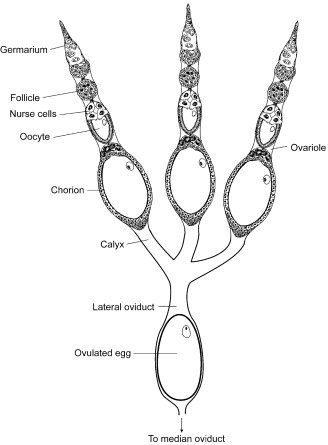 Germarium
Follicle
Nurse cells
Oocyte
Ovariole
Chorion
Calyx
Lateral oviduct
Ovulated egg
To median oviduct